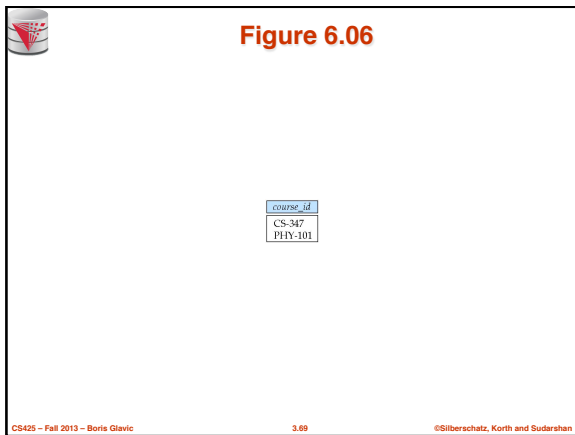 Figure 6.06
course_id
CS-347
PHY-101
CS425 – Fall 2013 – Boris Glavic
3.69
©Silberschatz, Korth and Sudarshan